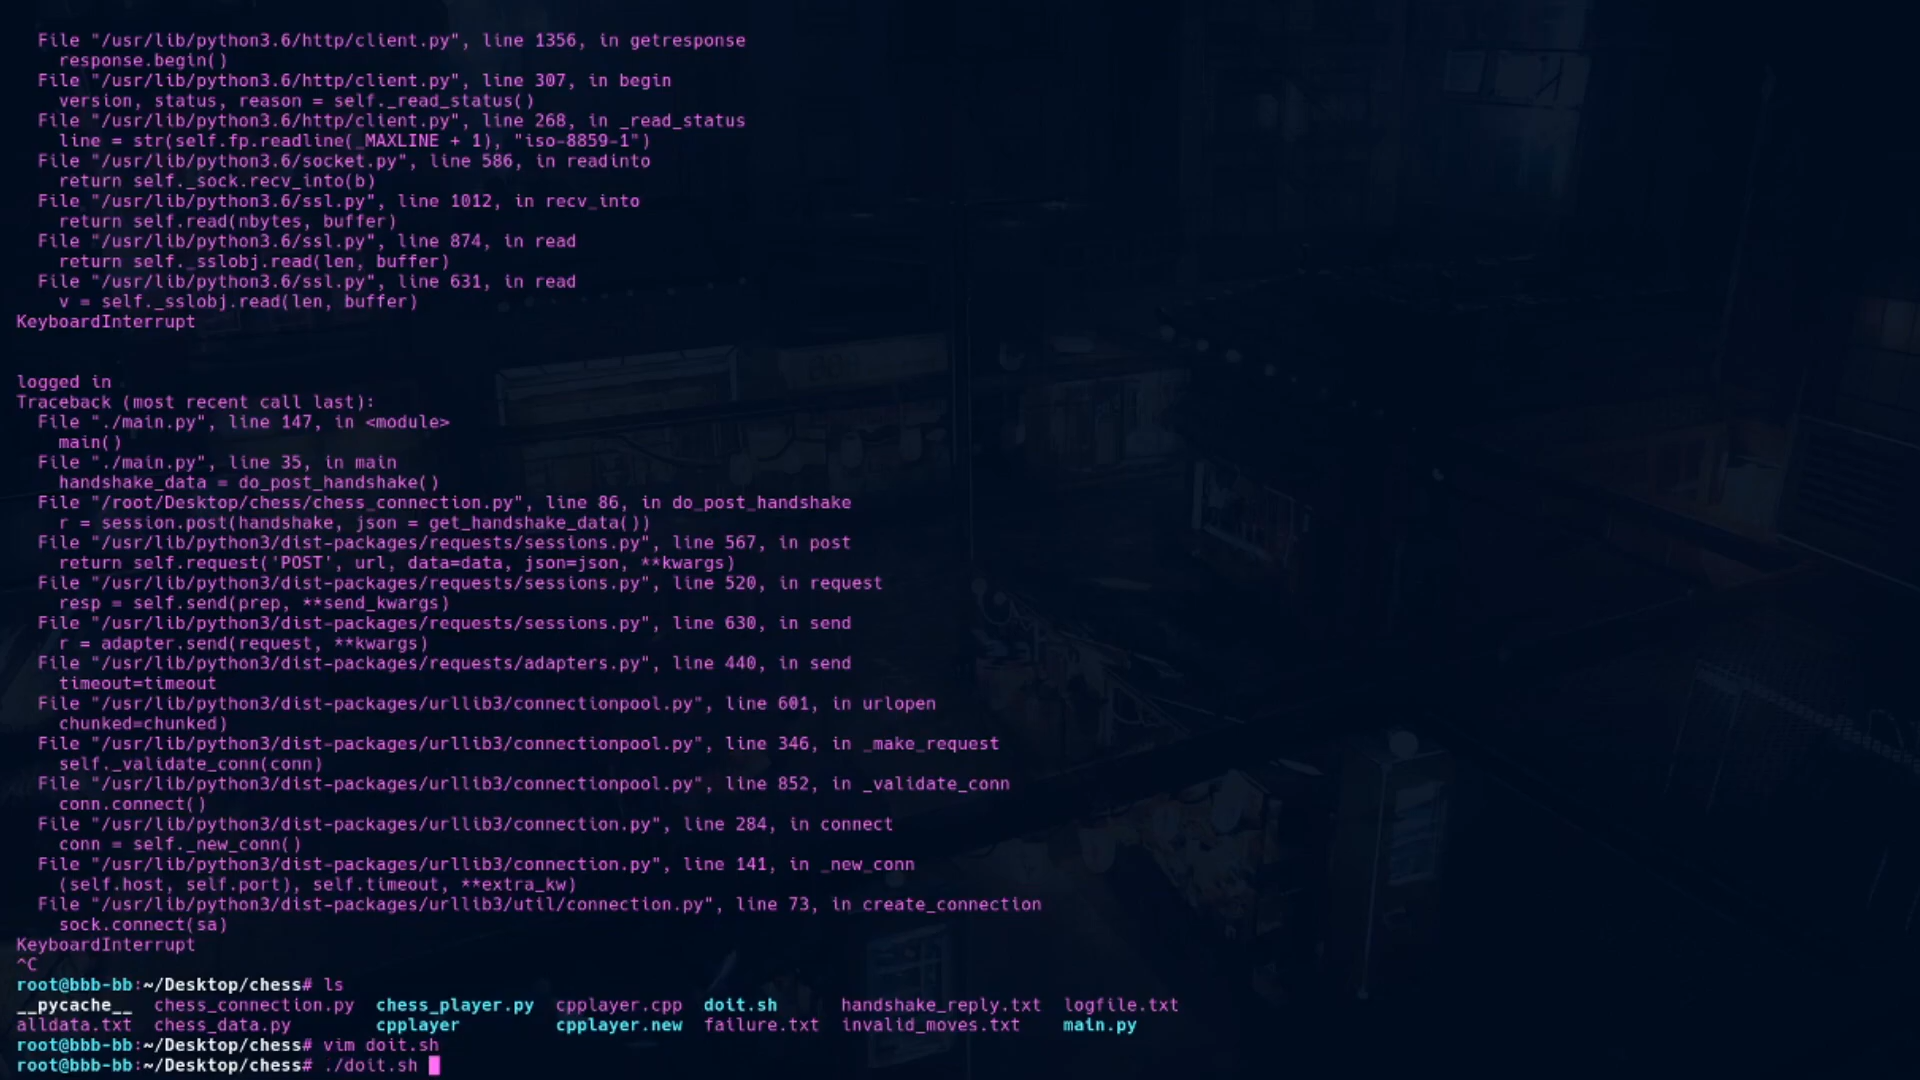 File "/usr/lib/python3.6/http/client.py", line 1356, in getresponse
    response.begin()
  File "/usr/lib/python3.6/http/client.py", line 307, in begin
    version, status, reason = self._read_status()
  File "/usr/lib/python3.6/http/client.py", line 268, in _read_status
    line = str(self.fp.readline(_MAXLINE + 1), "iso-8859-1")
  File "/usr/lib/python3.6/socket.py", line 586, in readinto
    return self._sock.recv_into(b)
  File "/usr/lib/python3.6/ssl.py", line 1012, in recv_into
    return self.read(nbytes, buffer)
  File "/usr/lib/python3.6/ssl.py", line 874, in read
    return self._sslobj.read(len, buffer)
  File "/usr/lib/python3.6/ssl.py", line 631, in read
    v = self._sslobj.read(len, buffer)
KeyboardInterrupt
logged in
Traceback (most recent call last):
  File "./main.py", line 147, in <module>
    main()
  File "./main.py", line 35, in main
    handshake_data = do_post_handshake()
  File "/root/Desktop/chess/chess_connection.py", line 86, in do_post_handshake
    r = session.post(handshake, json = get_handshake_data())
  File "/usr/lib/python3/dist-packages/requests/sessions.py", line 567, in post
    return self.request('POST', url, data=data, json=json, **kwargs)
  File "/usr/lib/python3/dist-packages/requests/sessions.py", line 520, in request
    resp = self.send(prep, **send_kwargs)
  File "/usr/lib/python3/dist-packages/requests/sessions.py", line 630, in send
    r = adapter.send(request, **kwargs)
  File "/usr/lib/python3/dist-packages/requests/adapters.py", line 440, in send
    timeout=timeout
  File "/usr/lib/python3/dist-packages/urllib3/connectionpool.py", line 601, in urlopen
    chunked=chunked)
  File "/usr/lib/python3/dist-packages/urllib3/connectionpool.py", line 346, in _make_request
    self._validate_conn(conn)
  File "/usr/lib/python3/dist-packages/urllib3/connectionpool.py", line 852, in _validate_conn
    conn.connect()
  File "/usr/lib/python3/dist-packages/urllib3/connection.py", line 284, in connect
    conn = self._new_conn()
  File "/usr/lib/python3/dist-packages/urllib3/connection.py", line 141, in _new_conn
    (self.host, self.port), self.timeout, **extra_kw)
  File "/usr/lib/python3/dist-packages/urllib3/util/connection.py", line 73, in create_connection
    sock.connect(sa)
KeyboardInterrupt
^C
root@bbb-bb:~/Desktop/chess# ls
__pycache__  chess_connection.py  chess_player.py  cpplayer.cpp  doit.sh      handshake_reply.txt  logfile.txt
alldata.txt  chess_data.py        cpplayer         cpplayer.new  failure.txt  invalid_moves.txt    main.py
root@bbb-bb:~/Desktop/chess# vim doit.sh
root@bbb-bb:~/Desktop/chess# ./doit.sh